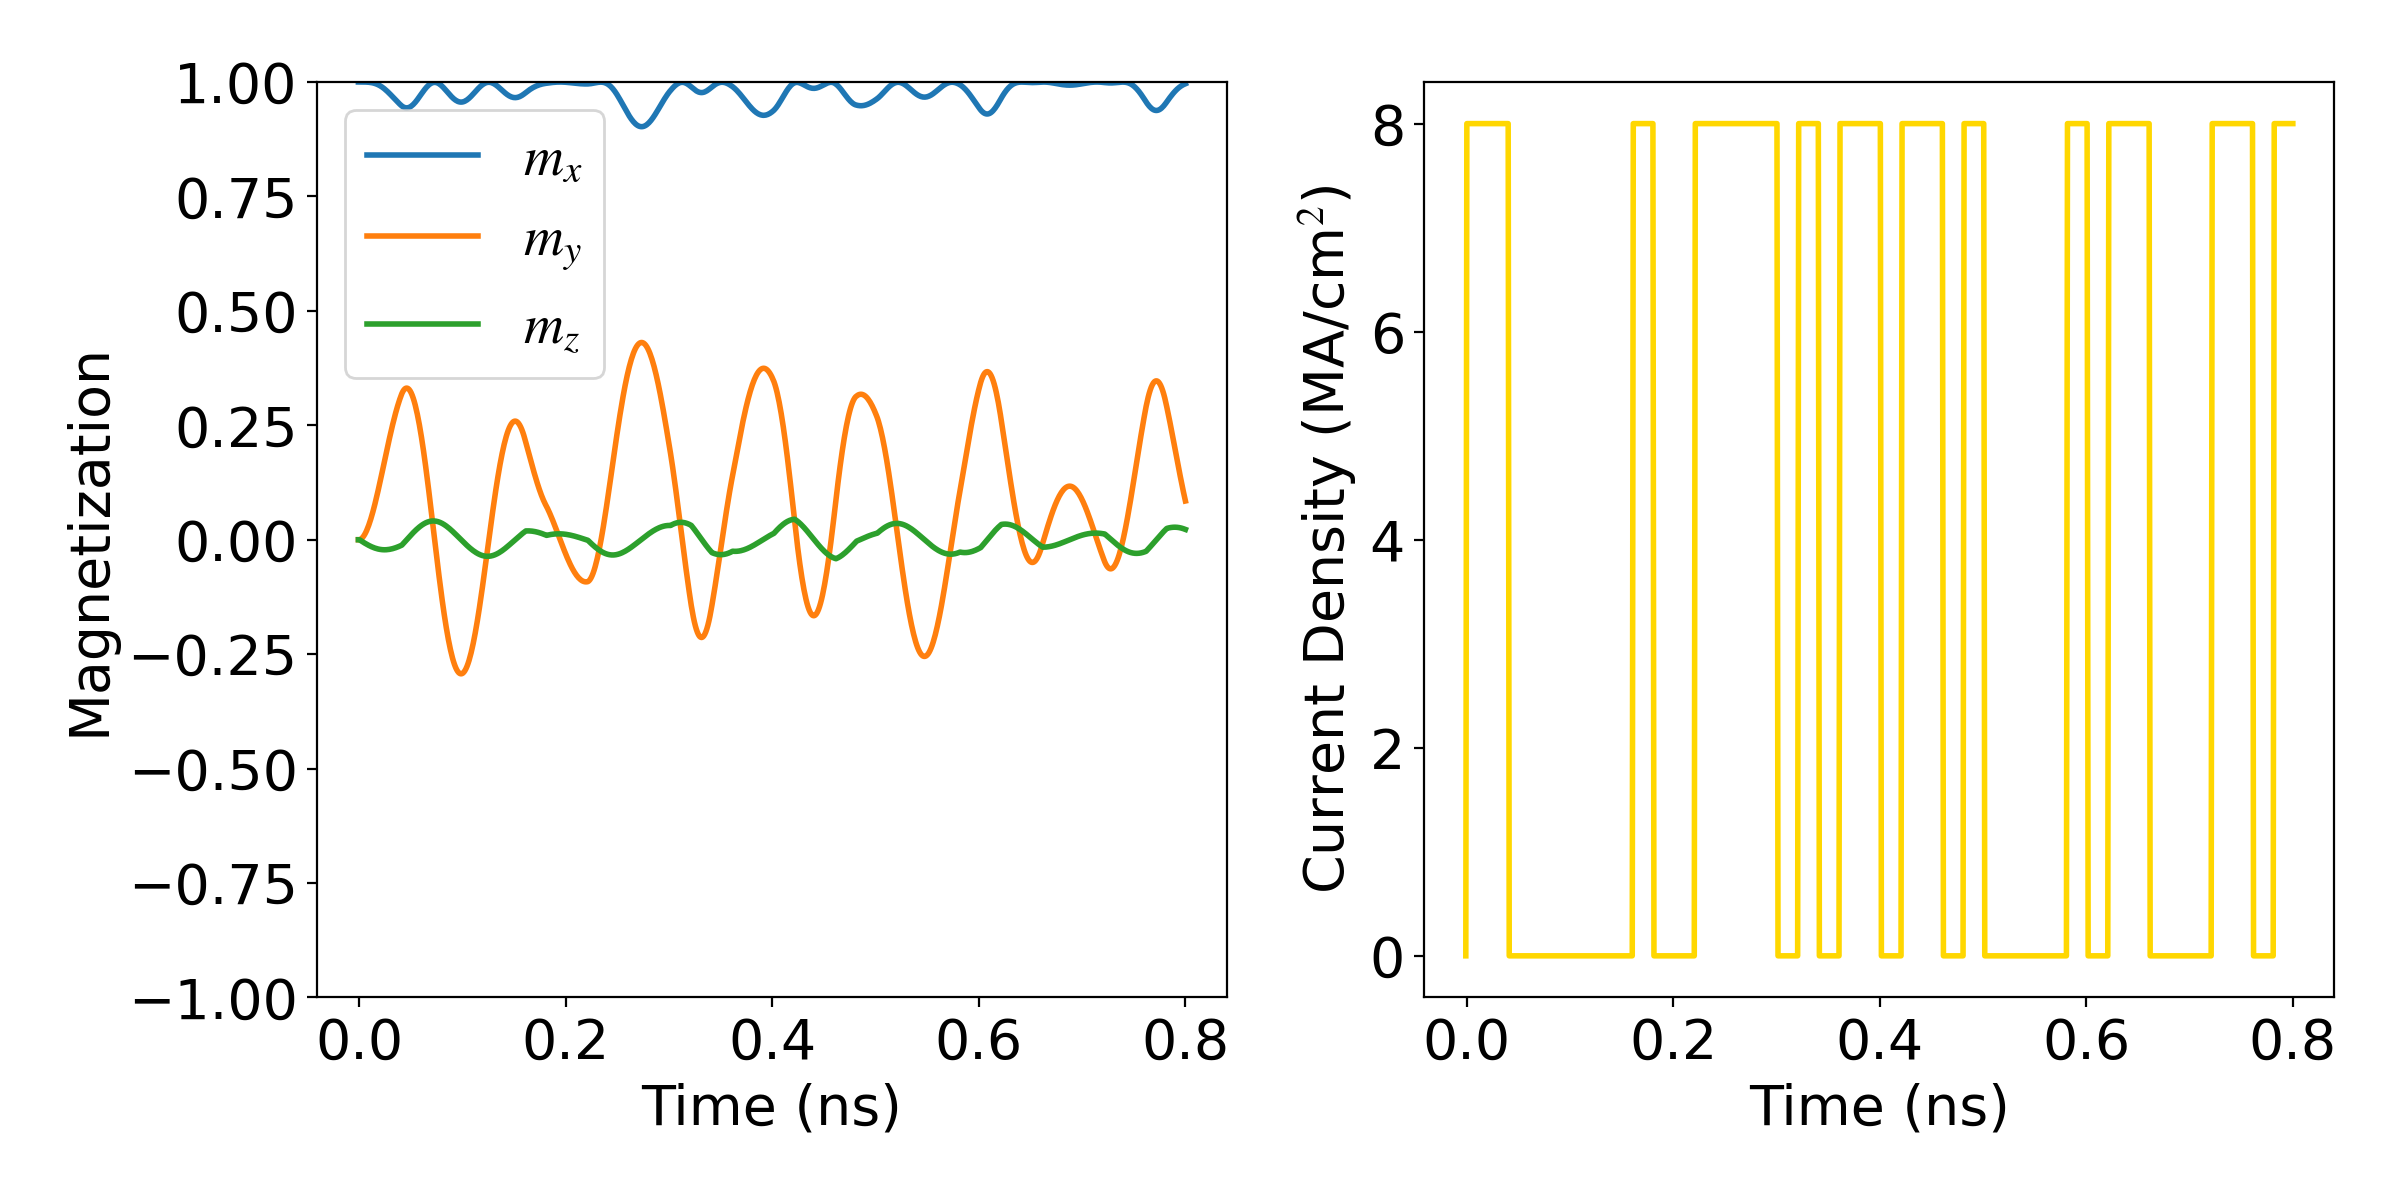 1.00
0.75
0.50
0.25
0.00
−0.25
−0.50
−0.75
−1.00
Magnetization
m_x
m_y
m_z
0.0 0.2 0.4 0.6 0.8
Time (ns)
8
6
4
2
0
Current Density (MA/cm²)
0.0 0.2 0.4 0.6 0.8
Time (ns)